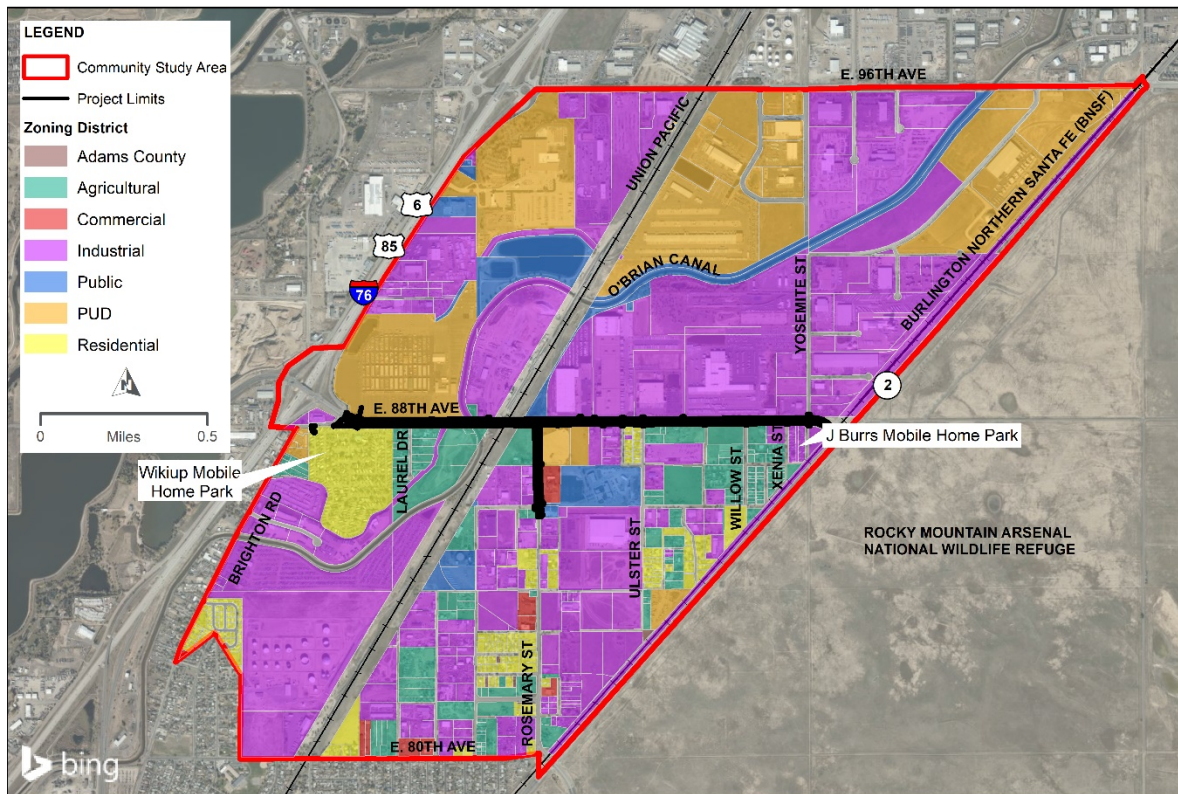 LEGEND
Community Study Area
Project Limits
Zoning District
Adams County
Agricultural
Commercial
Industrial
Public
PUD
Residential
N
0
Miles
0.5
E. 96TH AVE
UNION PACIFIC
BURLINGTON NORTHERN SANTA FE (BNSF)
6
85
76
O'BRIAN CANAL
YOSEMITE ST
2
E. 88TH AVE
J Burrs Mobile Home Park
Wikiup Mobile
Home Park
LAUREL DR
XENIA ST
WILLOW ST
BRIGHTON RD
ULSTER ST
ROCKY MOUNTAIN ARSENAL
NATIONAL WILDLIFE REFUGE
ROSEMARY ST
E. 80TH AVE
bing